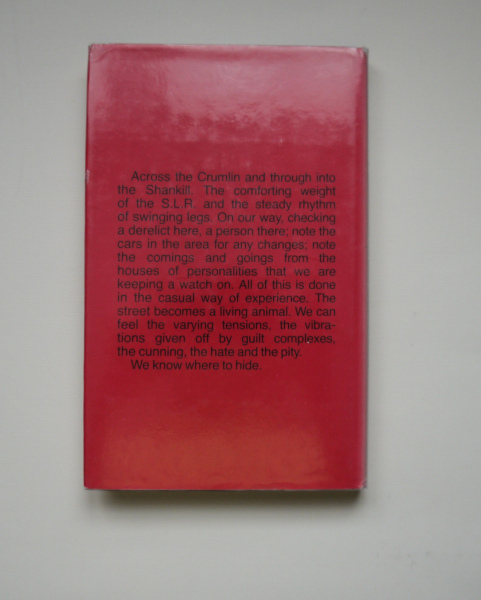 Across the Crumlin and through into
the Shankill. The comforting weight
of the S.L.R. and the steady rhythm
of swinging legs. On our way, checking
a derelict here, a person there; note the
cars in the area for any changes; note
the comings and goings from the
houses of personalities that we are
keeping a watch on. All of this is done
in the casual way of experience. The
street becomes a living animal. We can
feel the varying tensions, the vibra-
tions given off by guilt complexes,
the cunning, the hate and the pity.
We know where to hide.